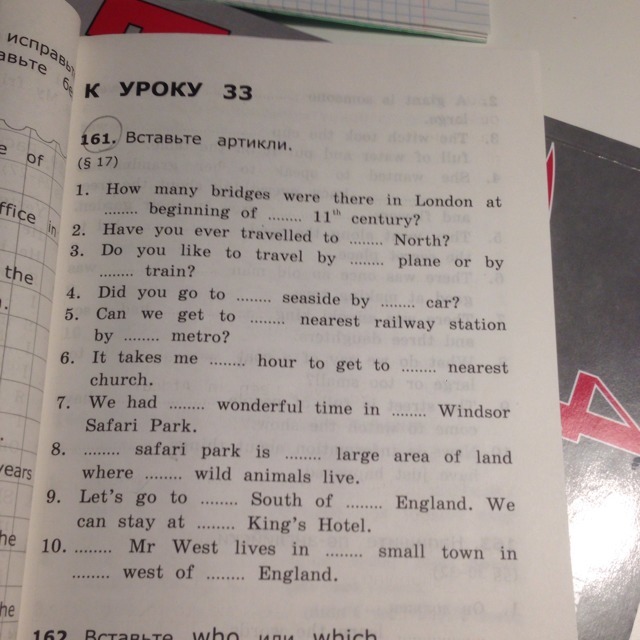 исправь
авьте бе
К УРОКУ 33
161. Вставьте артикли.
(§ 17)
1. How many bridges were there in London at
........ beginning of ........ 11th century?
2. Have you ever travelled to ........ North?
3. Do you like to travel by ........ plane or by
........ train?
4. Did you go to ........ seaside by ........ car?
5. Can we get to ........ nearest railway station
by ........ metro?
6. It takes me ........ hour to get to ........ nearest
church.
7. We had ........ wonderful time in ........ Windsor
Safari Park.
8. ........ safari park is ........ large area of land
where ........ wild animals live.
9. Let's go to ........ South of ........ England. We
can stay at ........ King's Hotel.
10. ........ Mr West lives in ........ small town in
........ west of ........ England.
162. Вставьте who или which
e of
ffice in
the
years
he
he